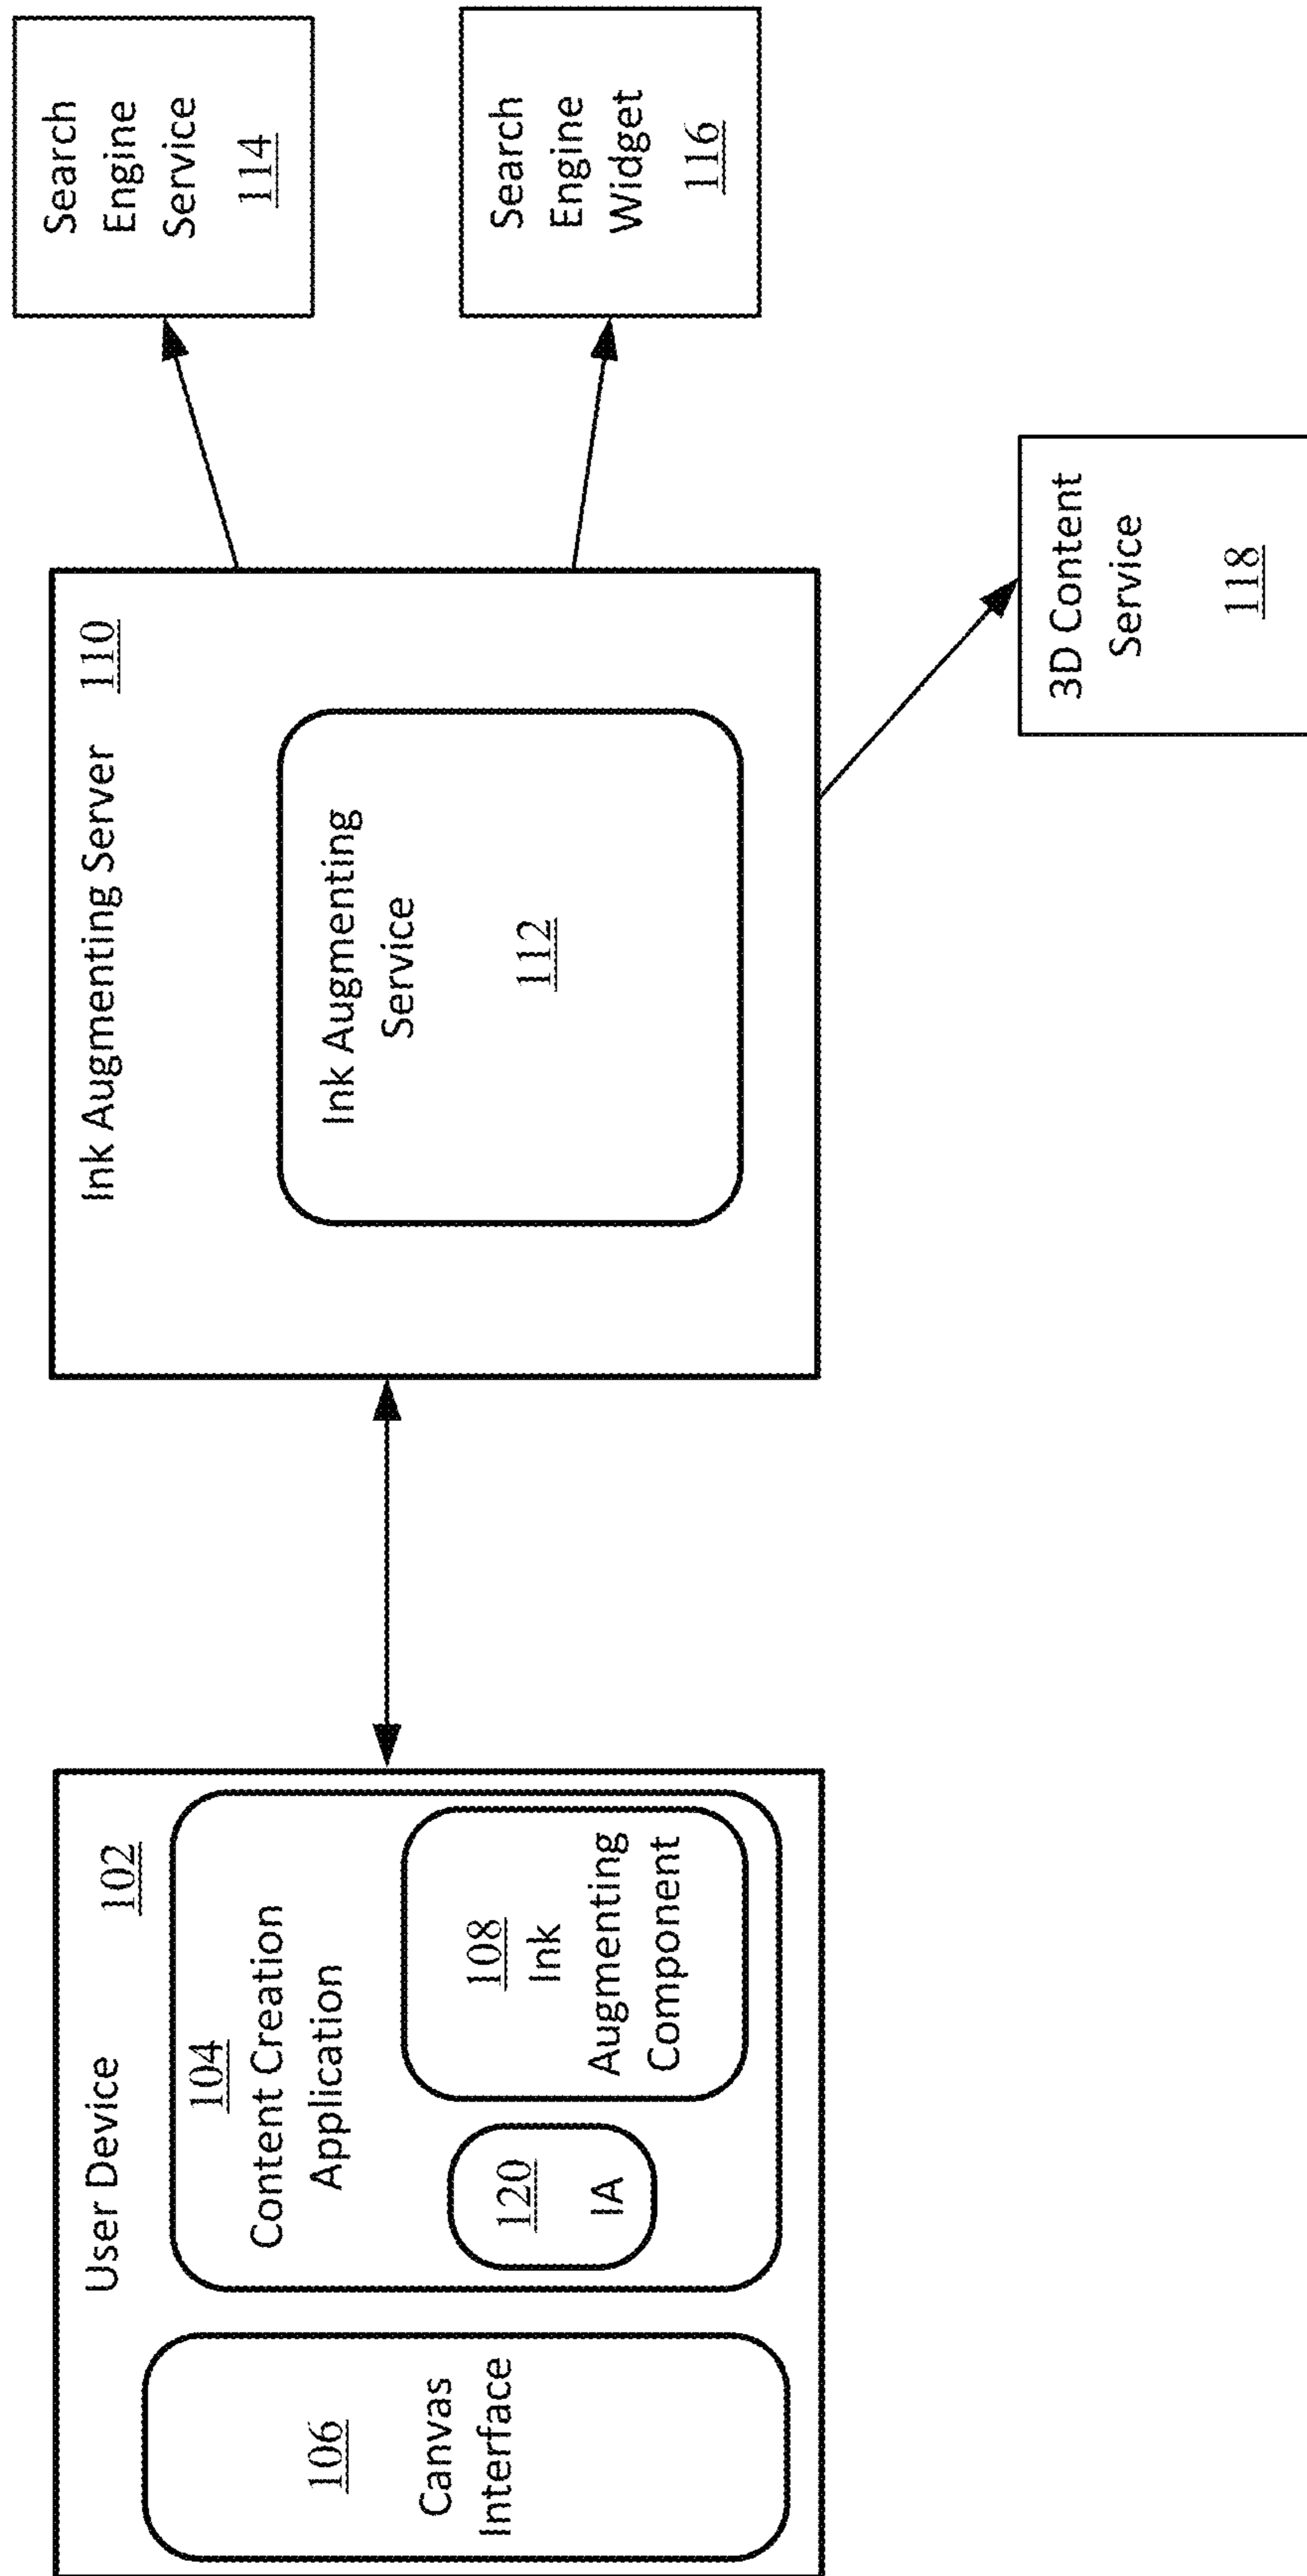 User Device
102
106
Canvas
Interface
104
Content Creation
Application
120
IA
108
Ink
Augmenting
Component
Ink Augmenting Server 110
Ink Augmenting
Service
112
Search
Engine
Service
114
Search
Engine
Widget
116
3D Content
Service
118